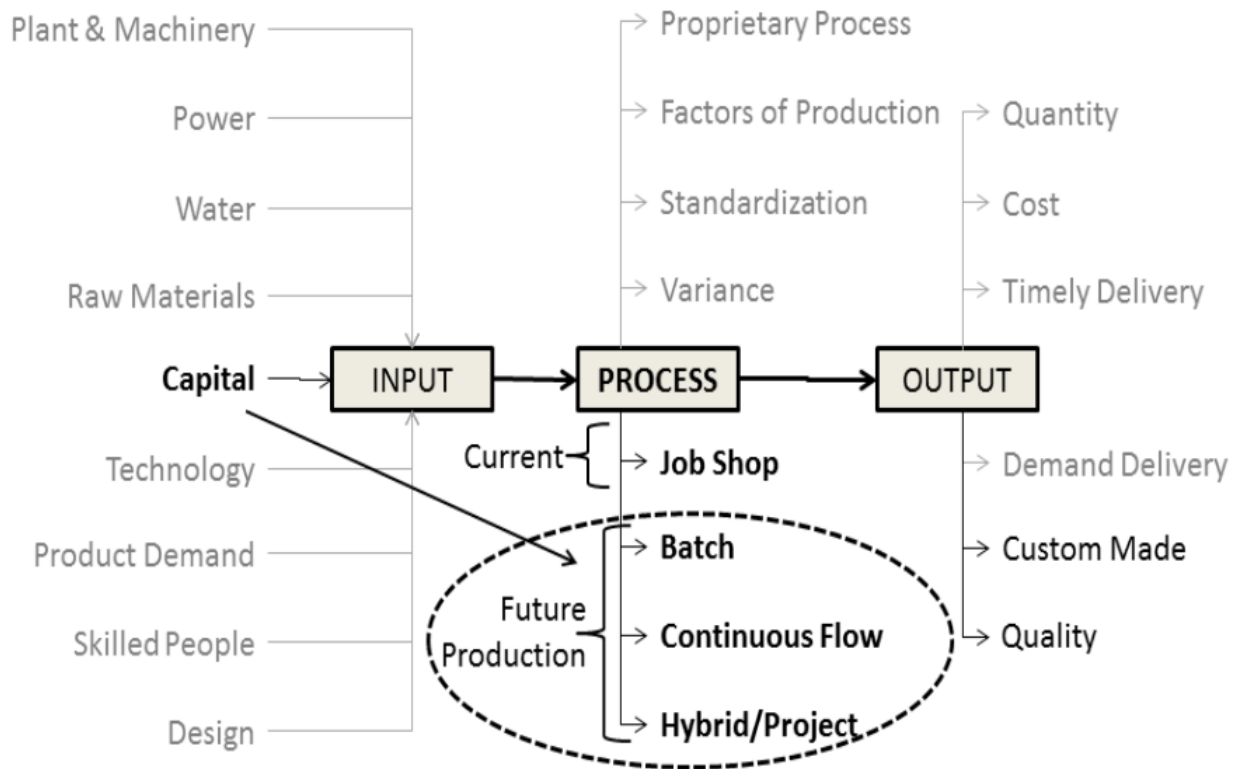 Plant & Machinery
Power
Water
Raw Materials
Capital
Technology
Product Demand
Skilled People
Design
INPUT
Proprietary Process
Factors of Production
Standardization
Variance
PROCESS
Current
Job Shop
Future
Production
Batch
Continuous Flow
Hybrid/Project
Quantity
Cost
Timely Delivery
OUTPUT
Demand Delivery
Custom Made
Quality